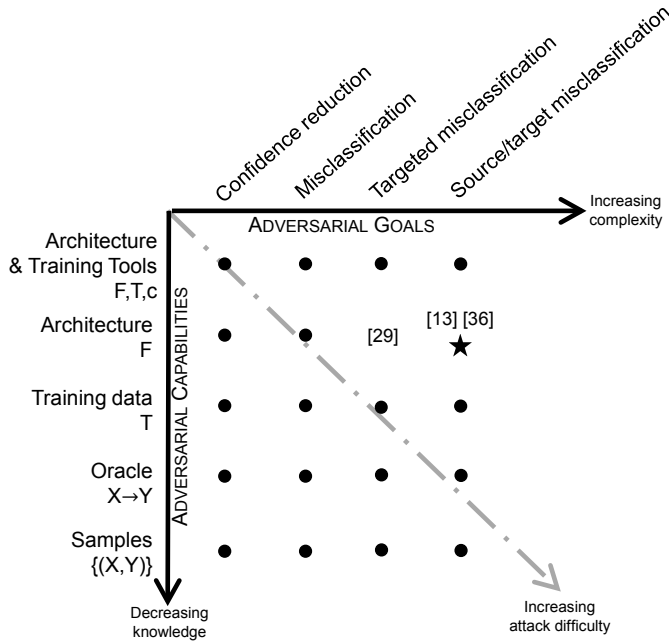 Confidence reduction
Misclassification
Targeted misclassification
Source/target misclassification
Increasing
complexity
ADVERSARIAL GOALS
ADVERSARIAL CAPABILITIES
Architecture
& Training Tools
F,T,c
Architecture
F
[29]
[13] [36]
Training data
T
Oracle
X→Y
Samples
{(X,Y)}
Decreasing
knowledge
Increasing
attack difficulty